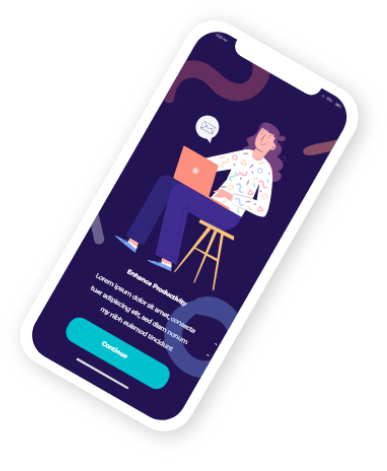 Enhance Productivity
Lorem ipsum dolor sit amet, consecte
tuer adipiscing elit, sed diam nonum
my nibh euismod tincidunt
Continue